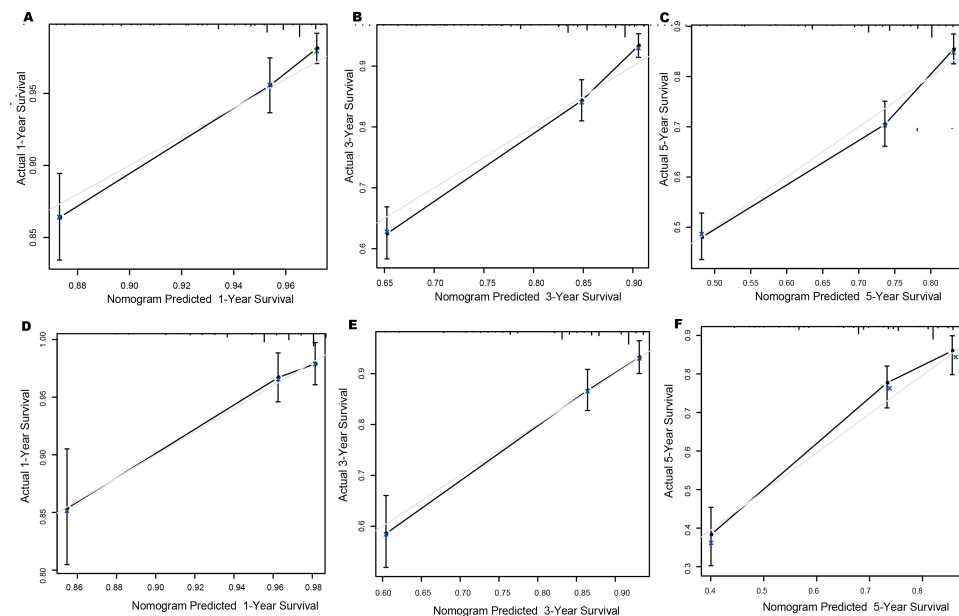 A
Actual 1-Year Survival
0.95
0.90
0.85
0.88 0.90 0.92 0.94 0.96
Nomogram Predicted 1-Year Survival
B
Actual 3-Year Survival
0.9
0.8
0.7
0.6
0.65 0.70 0.75 0.80 0.85 0.90
Nomogram Predicted 3-Year Survival
C
Actual 5-Year Survival
0.9
0.8
0.7
0.6
0.5
0.50 0.55 0.60 0.65 0.70 0.75 0.80
Nomogram Predicted 5-Year Survival
D
Actual 1-Year Survival
1.00
0.95
0.90
0.85
0.80
0.86 0.88 0.90 0.92 0.94 0.96 0.98
Nomogram Predicted 1-Year Survival
E
Actual 3-Year Survival
0.9
0.8
0.7
0.6
0.60 0.65 0.70 0.75 0.80 0.85 0.90
Nomogram Predicted 3-Year Survival
F
Actual 5-Year Survival
0.9
0.8
0.7
0.6
0.5
0.4
0.3
0.4 0.5 0.6 0.7 0.8
Nomogram Predicted 5-Year Survival